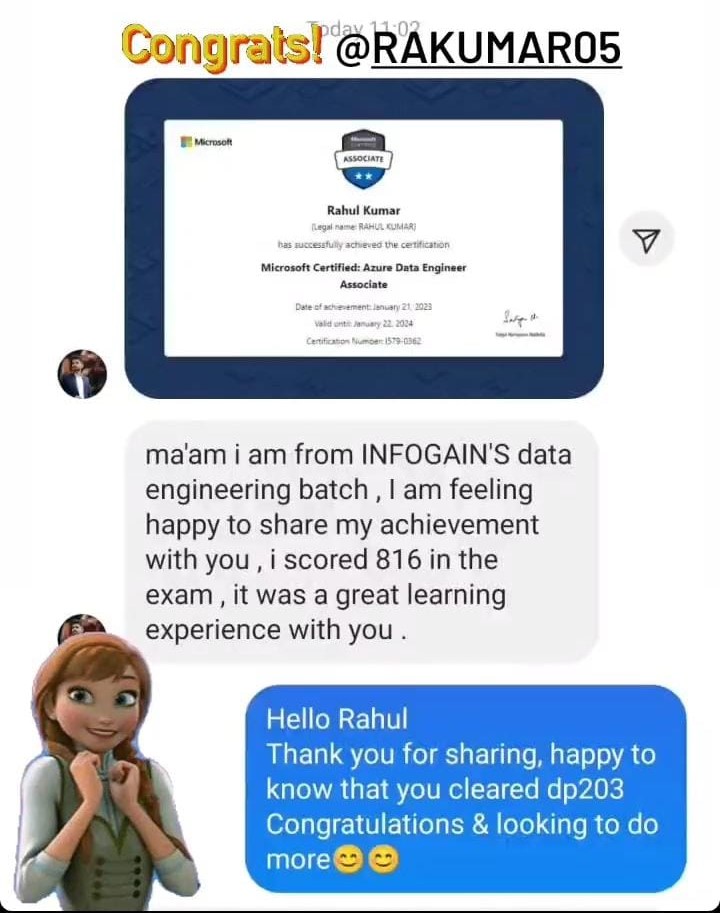 Today 11:02
Congrats! @RAKUMAR05
Microsoft
ASSOCIATE
Rahul Kumar
(Legal name: RAHUL KUMAR)
has successfully achieved the certification
Microsoft Certified: Azure Data Engineer
Associate
Date of achievement: January 21, 2023
Valid until: January 22, 2024
Certification Number: I579-0362
ma'am i am from INFOGAIN'S data
engineering batch , I am feeling
happy to share my achievement
with you , i scored 816 in the
exam , it was a great learning
experience with you .
Hello Rahul
Thank you for sharing, happy to
know that you cleared dp203
Congratulations & looking to do
more😊😊